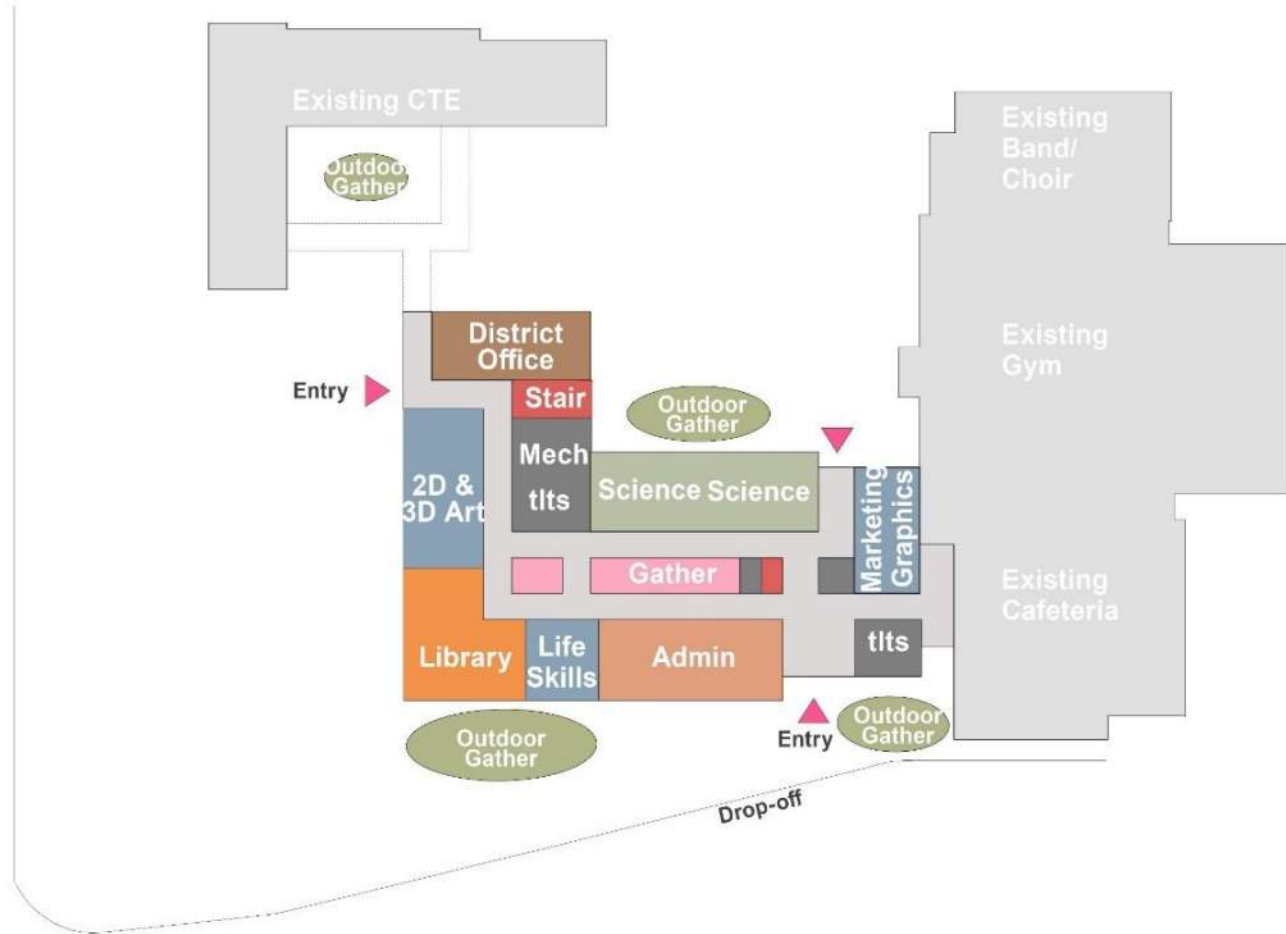 Existing CTE
Existing
Band/
Choir
Outdoor
Gather
District
Office
Existing
Gym
Entry
Stair
Outdoor
Gather
Mech
tlts
2D &
3D Art
Science Science
Marketing
Graphics
Gather
Existing
Cafeteria
Library
Life
Skills
Admin
tlts
Outdoor
Gather
Entry
Outdoor
Gather
Drop-off